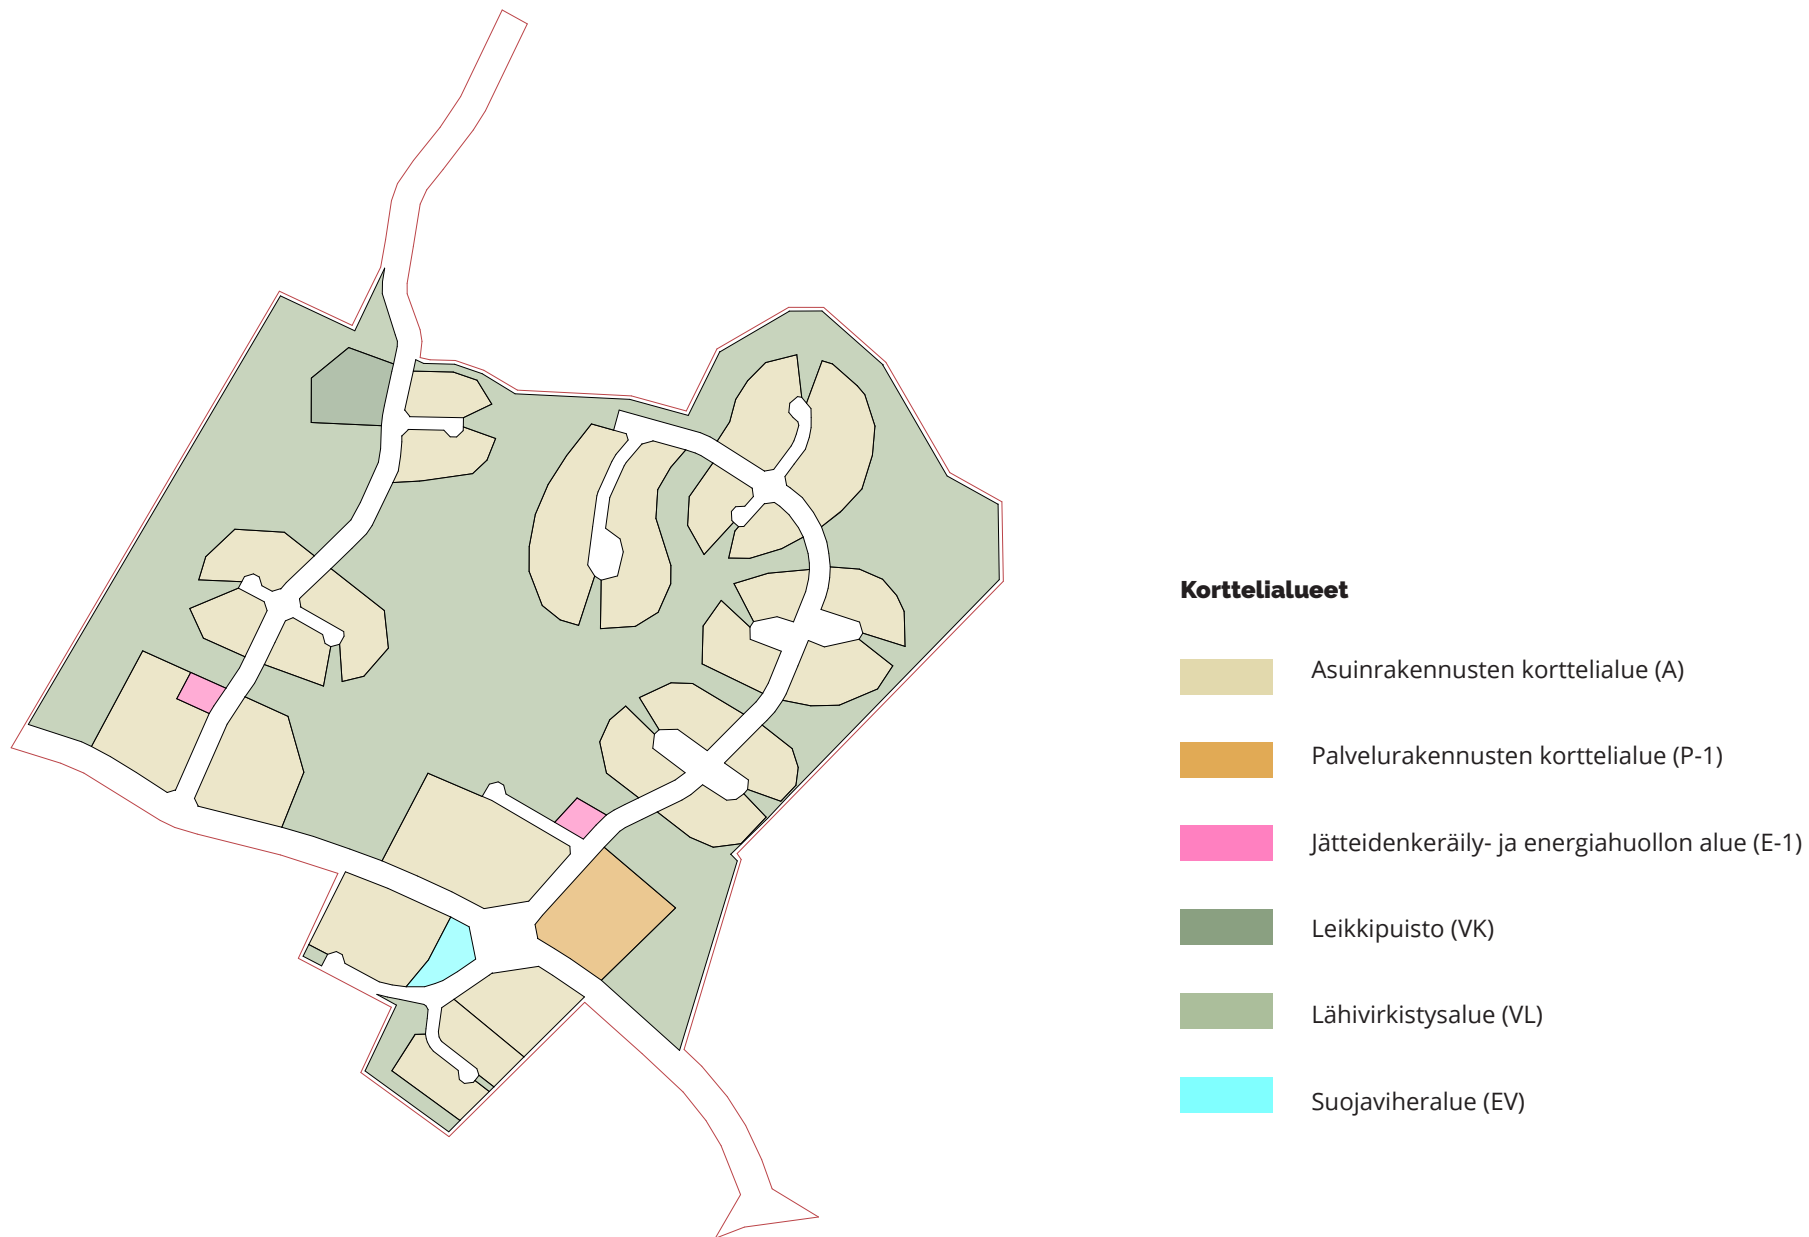 Korttelialueet
Asuinrakennusten korttelialue (A)
Palvelurakennusten korttelialue (P-1)
Jätteidenkeräily- ja energiahuollon alue (E-1)
Leikkipuisto (VK)
Lähivirkistysalue (VL)
Suojaviheralue (EV)